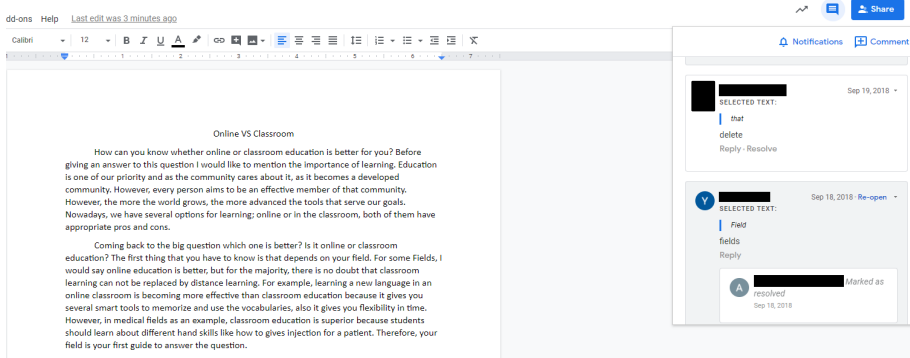 Share
dd-ons Help Last edit was 3 minutes ago
Calibri 12 B I U A
Notifications Comment
1 2 3 4 5 6 7
Sep 19, 2018
SELECTED TEXT:
that
delete
Reply · Resolve
Sep 18, 2018 · Re-open
Y
SELECTED TEXT:
Field
fields
Reply
A Marked as
resolved
Sep 18, 2018
Online VS Classroom
How can you know whether online or classroom education is better for you? Before
giving an answer to this question I would like to mention the importance of learning. Education
is one of our priority and as the community cares about it, as it becomes a developed
community. However, every person aims to be an effective member of that community.
However, the more the world grows, the more advanced the tools that serve our goals.
Nowadays, we have several options for learning; online or in the classroom, both of them have
appropriate pros and cons.
Coming back to the big question which one is better? Is it online or classroom
education? The first thing that you have to know is that depends on your field. For some Fields, I
would say online education is better, but for the majority, there is no doubt that classroom
learning can not be replaced by distance learning. For example, learning a new language in an
online classroom is becoming more effective than classroom education because it gives you
several smart tools to memorize and use the vocabularies, also it gives you flexibility in time.
However, in medical fields as an example, classroom education is superior because students
should learn about different hand skills like how to gives injection for a patient. Therefore, your
field is your first guide to answer the question.